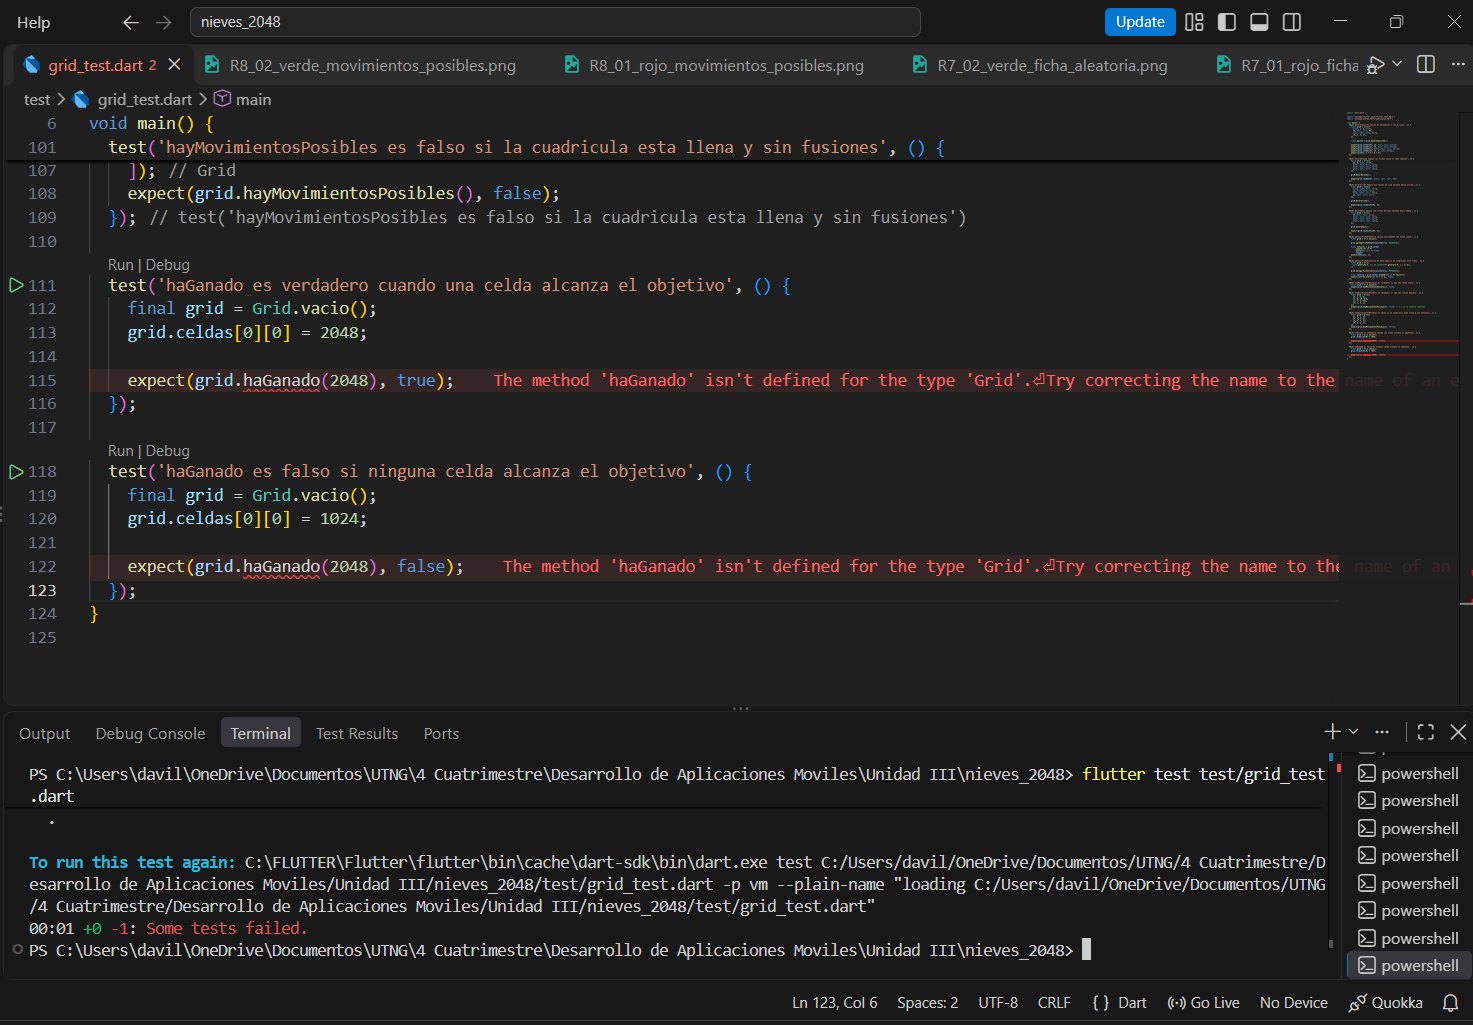 Help
nieves_2048
Update
grid_test.dart 2
R8_02_verde_movimientos_posibles.png
R8_01_rojo_movimientos_posibles.png
R7_02_verde_ficha_aleatoria.png
R7_01_rojo_ficha
test > grid_test.dart > main
6 void main() {
101 test('hayMovimientosPosibles es falso si la cuadricula esta llena y sin fusiones', () {
107 ]); // Grid
108 expect(grid.hayMovimientosPosibles(), false);
109 }); // test('hayMovimientosPosibles es falso si la cuadricula esta llena y sin fusiones')
110
Run | Debug
111 test('haGanado es verdadero cuando una celda alcanza el objetivo', () {
112 final grid = Grid.vacio();
113 grid.celdas[0][0] = 2048;
114
115 expect(grid.haGanado(2048), true); The method 'haGanado' isn't defined for the type 'Grid'.⏎Try correcting the name to the name of an e
116 });
117
Run | Debug
118 test('haGanado es falso si ninguna celda alcanza el objetivo', () {
119 final grid = Grid.vacio();
120 grid.celdas[0][0] = 1024;
121
122 expect(grid.haGanado(2048), false); The method 'haGanado' isn't defined for the type 'Grid'.⏎Try correcting the name to the name of an
123 });
124 }
125
Output
Debug Console
Terminal
Test Results
Ports
PS C:\Users\davil\OneDrive\Documentos\UTNG\4 Cuatrimestre\Desarrollo de Aplicaciones Moviles\Unidad III\nieves_2048> flutter test test/grid_test
.dart
.
To run this test again: C:\FLUTTER\Flutter\flutter\bin\cache\dart-sdk\bin\dart.exe test C:/Users/davil/OneDrive/Documentos/UTNG/4 Cuatrimestre/D
esarrollo de Aplicaciones Moviles/Unidad III/nieves_2048/test/grid_test.dart -p vm --plain-name "loading C:/Users/davil/OneDrive/Documentos/UTNG
/4 Cuatrimestre/Desarrollo de Aplicaciones Moviles/Unidad III/nieves_2048/test/grid_test.dart"
00:01 +0 -1: Some tests failed.
PS C:\Users\davil\OneDrive\Documentos\UTNG\4 Cuatrimestre\Desarrollo de Aplicaciones Moviles\Unidad III\nieves_2048>
powershell
powershell
powershell
powershell
powershell
powershell
powershell
powershell
Ln 123, Col 6
Spaces: 2
UTF-8
CRLF
{ } Dart
Go Live
No Device
Quokka